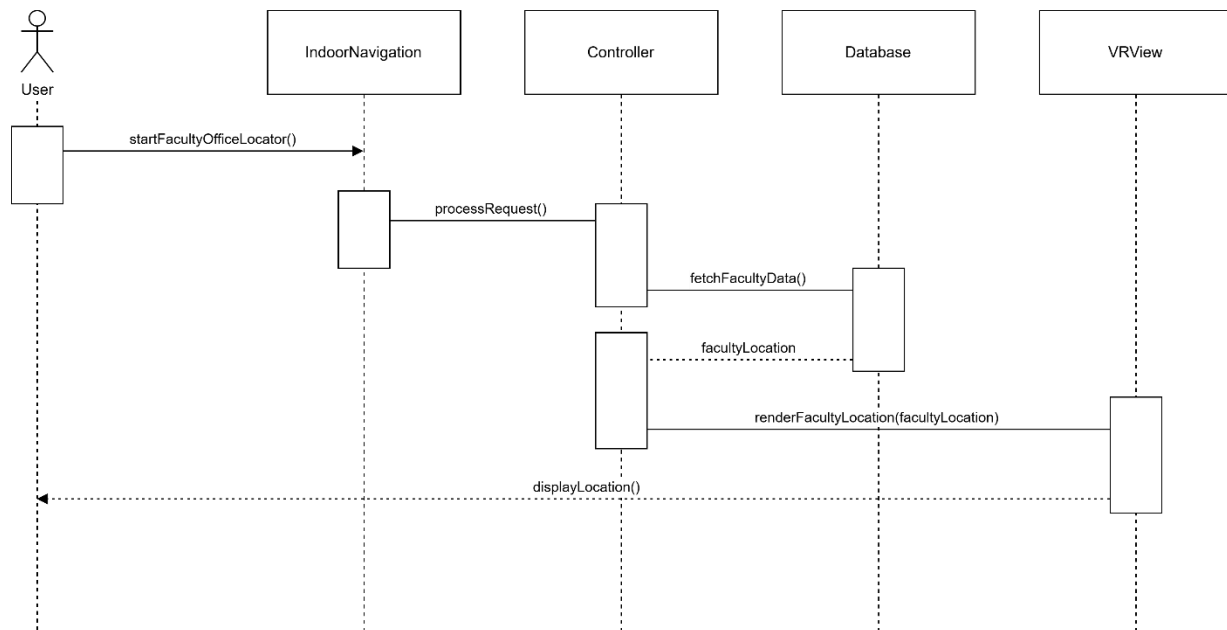 User
IndoorNavigation
Controller
Database
VRView
startFacultyOfficeLocator()
processRequest()
fetchFacultyData()
facultyLocation
renderFacultyLocation(facultyLocation)
displayLocation()